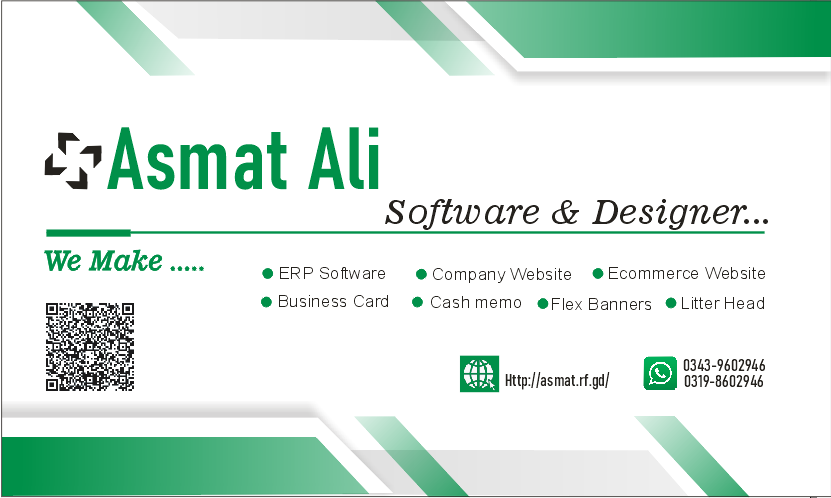 Asmat Ali
Software & Designer...
We Make .....
ERP Software
Company Website
Ecommerce Website
Business Card
Cash memo
Flex Banners
Litter Head
Http://asmat.rf.gd/
0343-9602946
0319-8602946